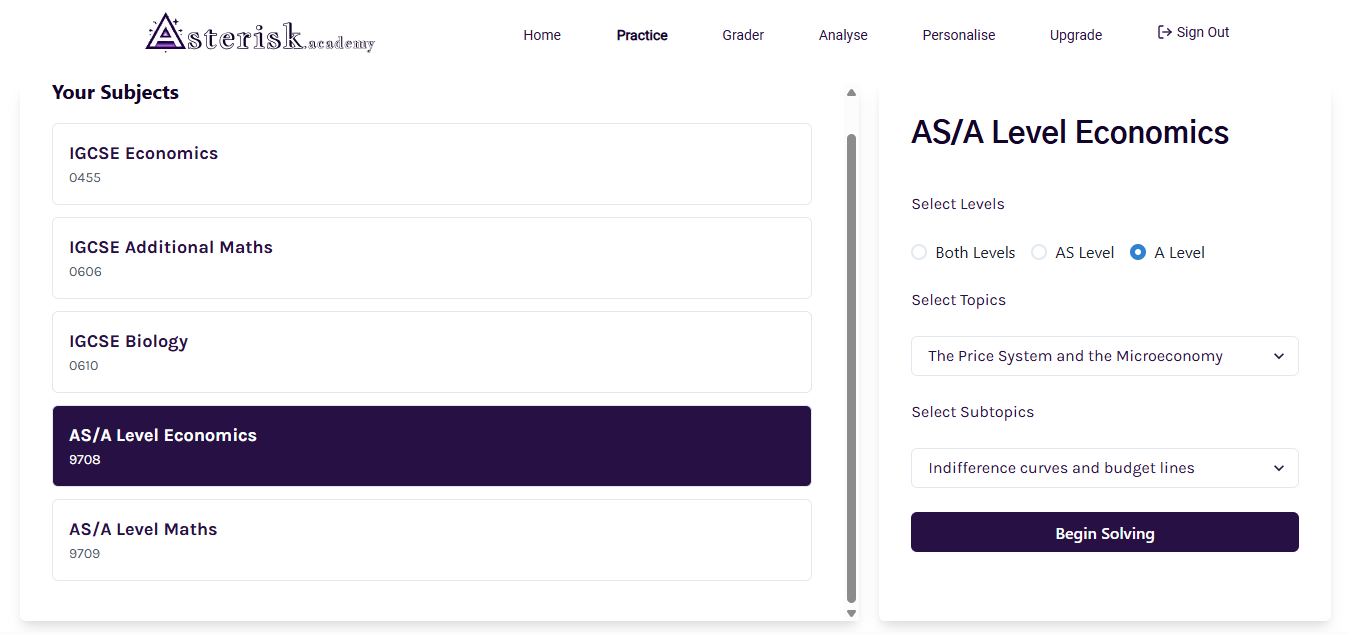 Asterisk.academy
Home Practice Grader Analyse Personalise Upgrade Sign Out
Your Subjects
IGCSE Economics
0455
IGCSE Additional Maths
0606
IGCSE Biology
0610
AS/A Level Economics
9708
AS/A Level Maths
9709
AS/A Level Economics
Select Levels
Both Levels AS Level A Level
Select Topics
The Price System and the Microeconomy
Select Subtopics
Indifference curves and budget lines
Begin Solving